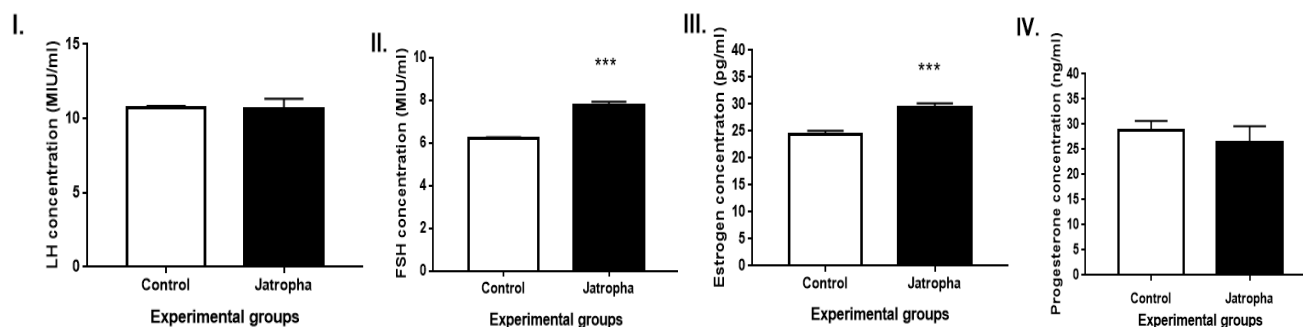 I.
LH concentration (MIU/ml)
15
10
5
0
Control Jatropha
Experimental groups
II.
FSH concentration (MIU/ml)
10
8
6
4
2
0
***
Control Jatropha
Experimental groups
III.
Estrogen concentraton (pg/ml)
40
35
30
25
20
15
10
5
0
***
Control Jatropha
Experimental groups
IV.
Progesterone concentration (ng/ml)
40
35
30
25
20
15
10
5
0
Control Jatropha
Experimental groups